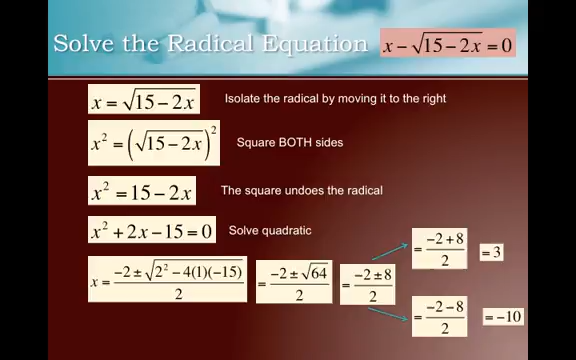 Solve the Radical Equation x − √(15 − 2x) = 0
x = √(15 − 2x) Isolate the radical by moving it to the right
x² = (√(15 − 2x))² Square BOTH sides
x² = 15 − 2x The square undoes the radical
x² + 2x − 15 = 0 Solve quadratic
x = (−2 ± √(2² − 4(1)(−15)))/2 = (−2 ± √64)/2 = (−2 ± 8)/2
= (−2 + 8)/2 = 3
= (−2 − 8)/2 = −10